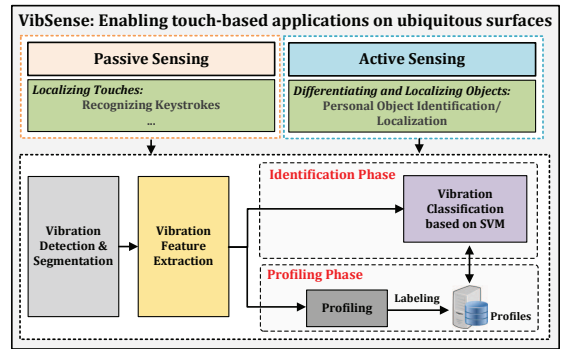 VibSense: Enabling touch-based applications on ubiquitous surfaces
Passive Sensing
Localizing Touches:
Recognizing Keystrokes
...
Active Sensing
Differentiating and Localizing Objects:
Personal Object Identification/
Localization
Vibration
Detection &
Segmentation
Vibration
Feature
Extraction
Identification Phase
Vibration
Classification
based on SVM
Profiling Phase
Profiling
Labeling
Profiles